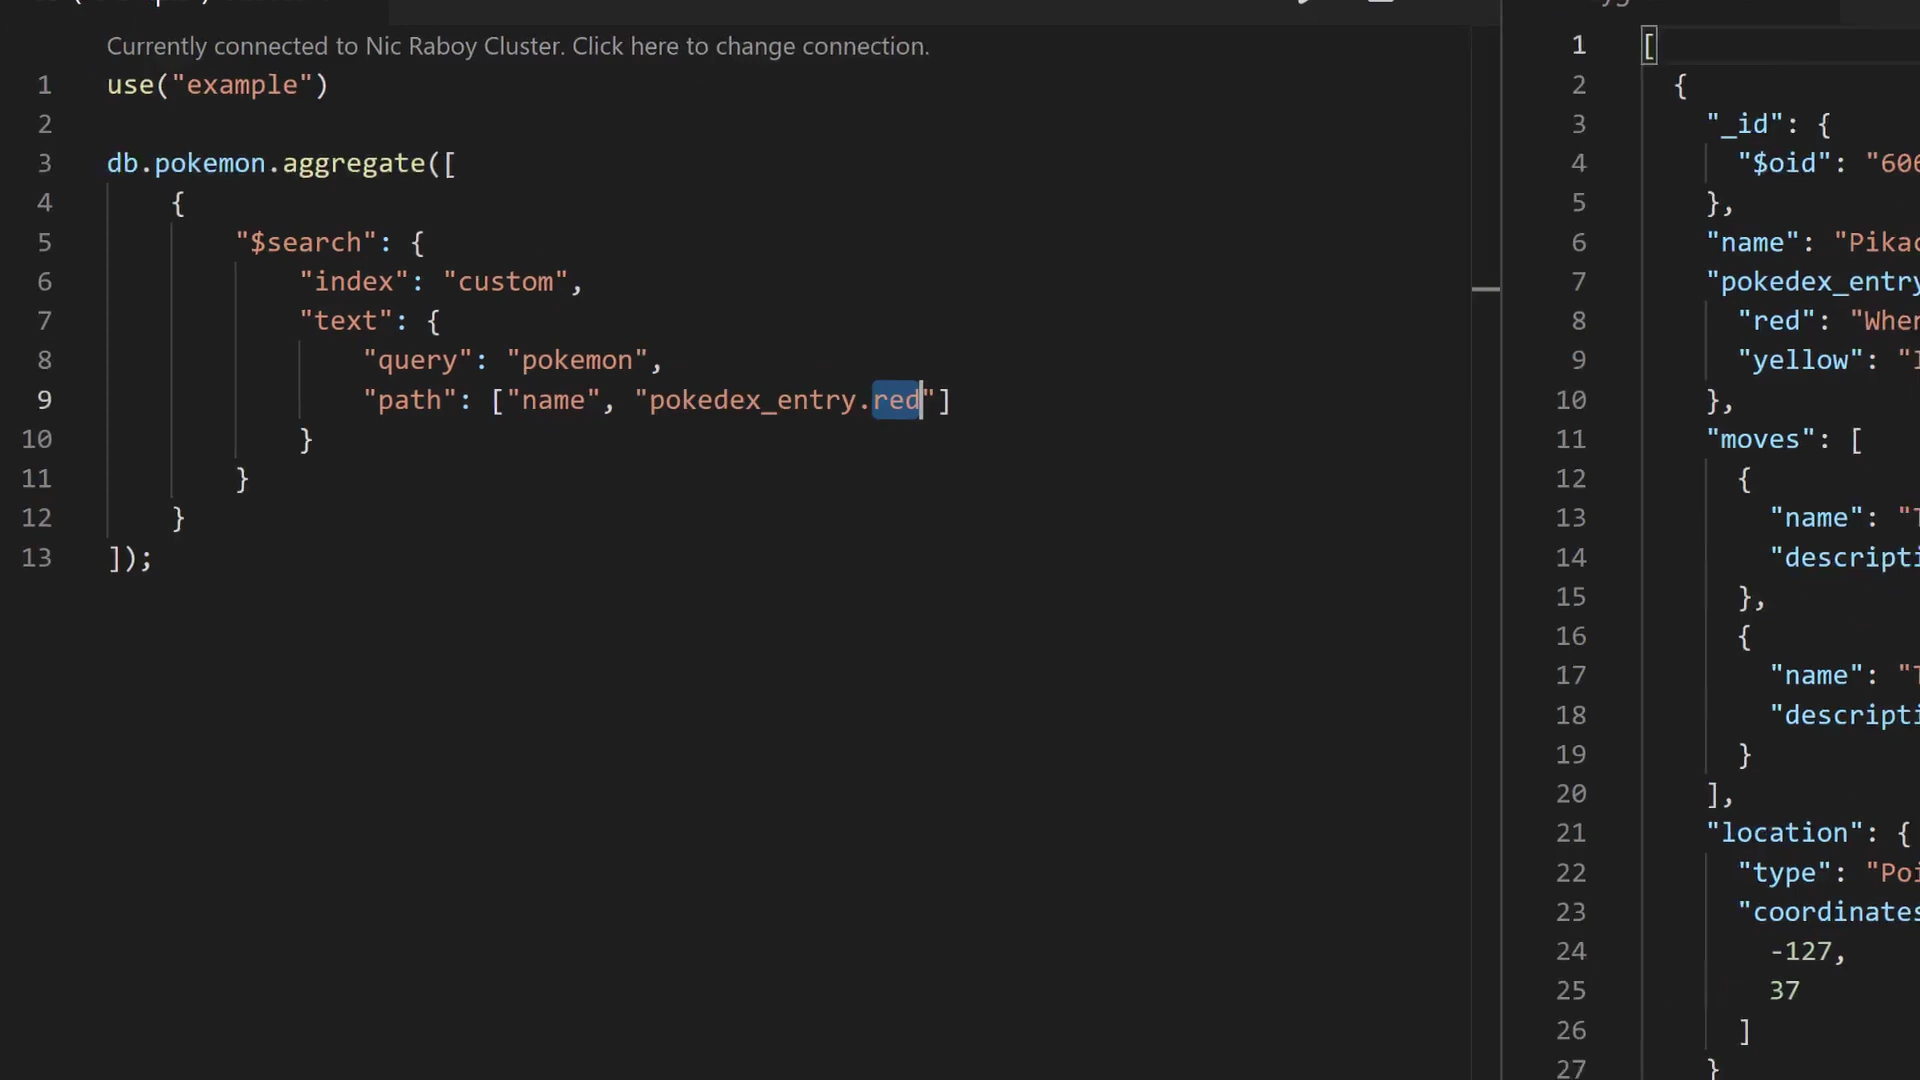 Currently connected to Nic Raboy Cluster. Click here to change connection.
1 use("example")
2
3 db.pokemon.aggregate([
4 {
5 "$search": {
6 "index": "custom",
7 "text": {
8 "query": "pokemon",
9 "path": ["name", "pokedex_entry.red"]
10 }
11 }
12 }
13 ]);
1 [
2 {
3 "_id": {
4 "$oid": "606
5 },
6 "name": "Pikac
7 "pokedex_entry
8 "red": "When
9 "yellow": "I
10 },
11 "moves": [
12 {
13 "name": "T
14 "descripti
15 },
16 {
17 "name": "T
18 "descripti
19 }
20 ],
21 "location": {
22 "type": "Poi
23 "coordinates
24 -127,
25 37
26 ]
27 }